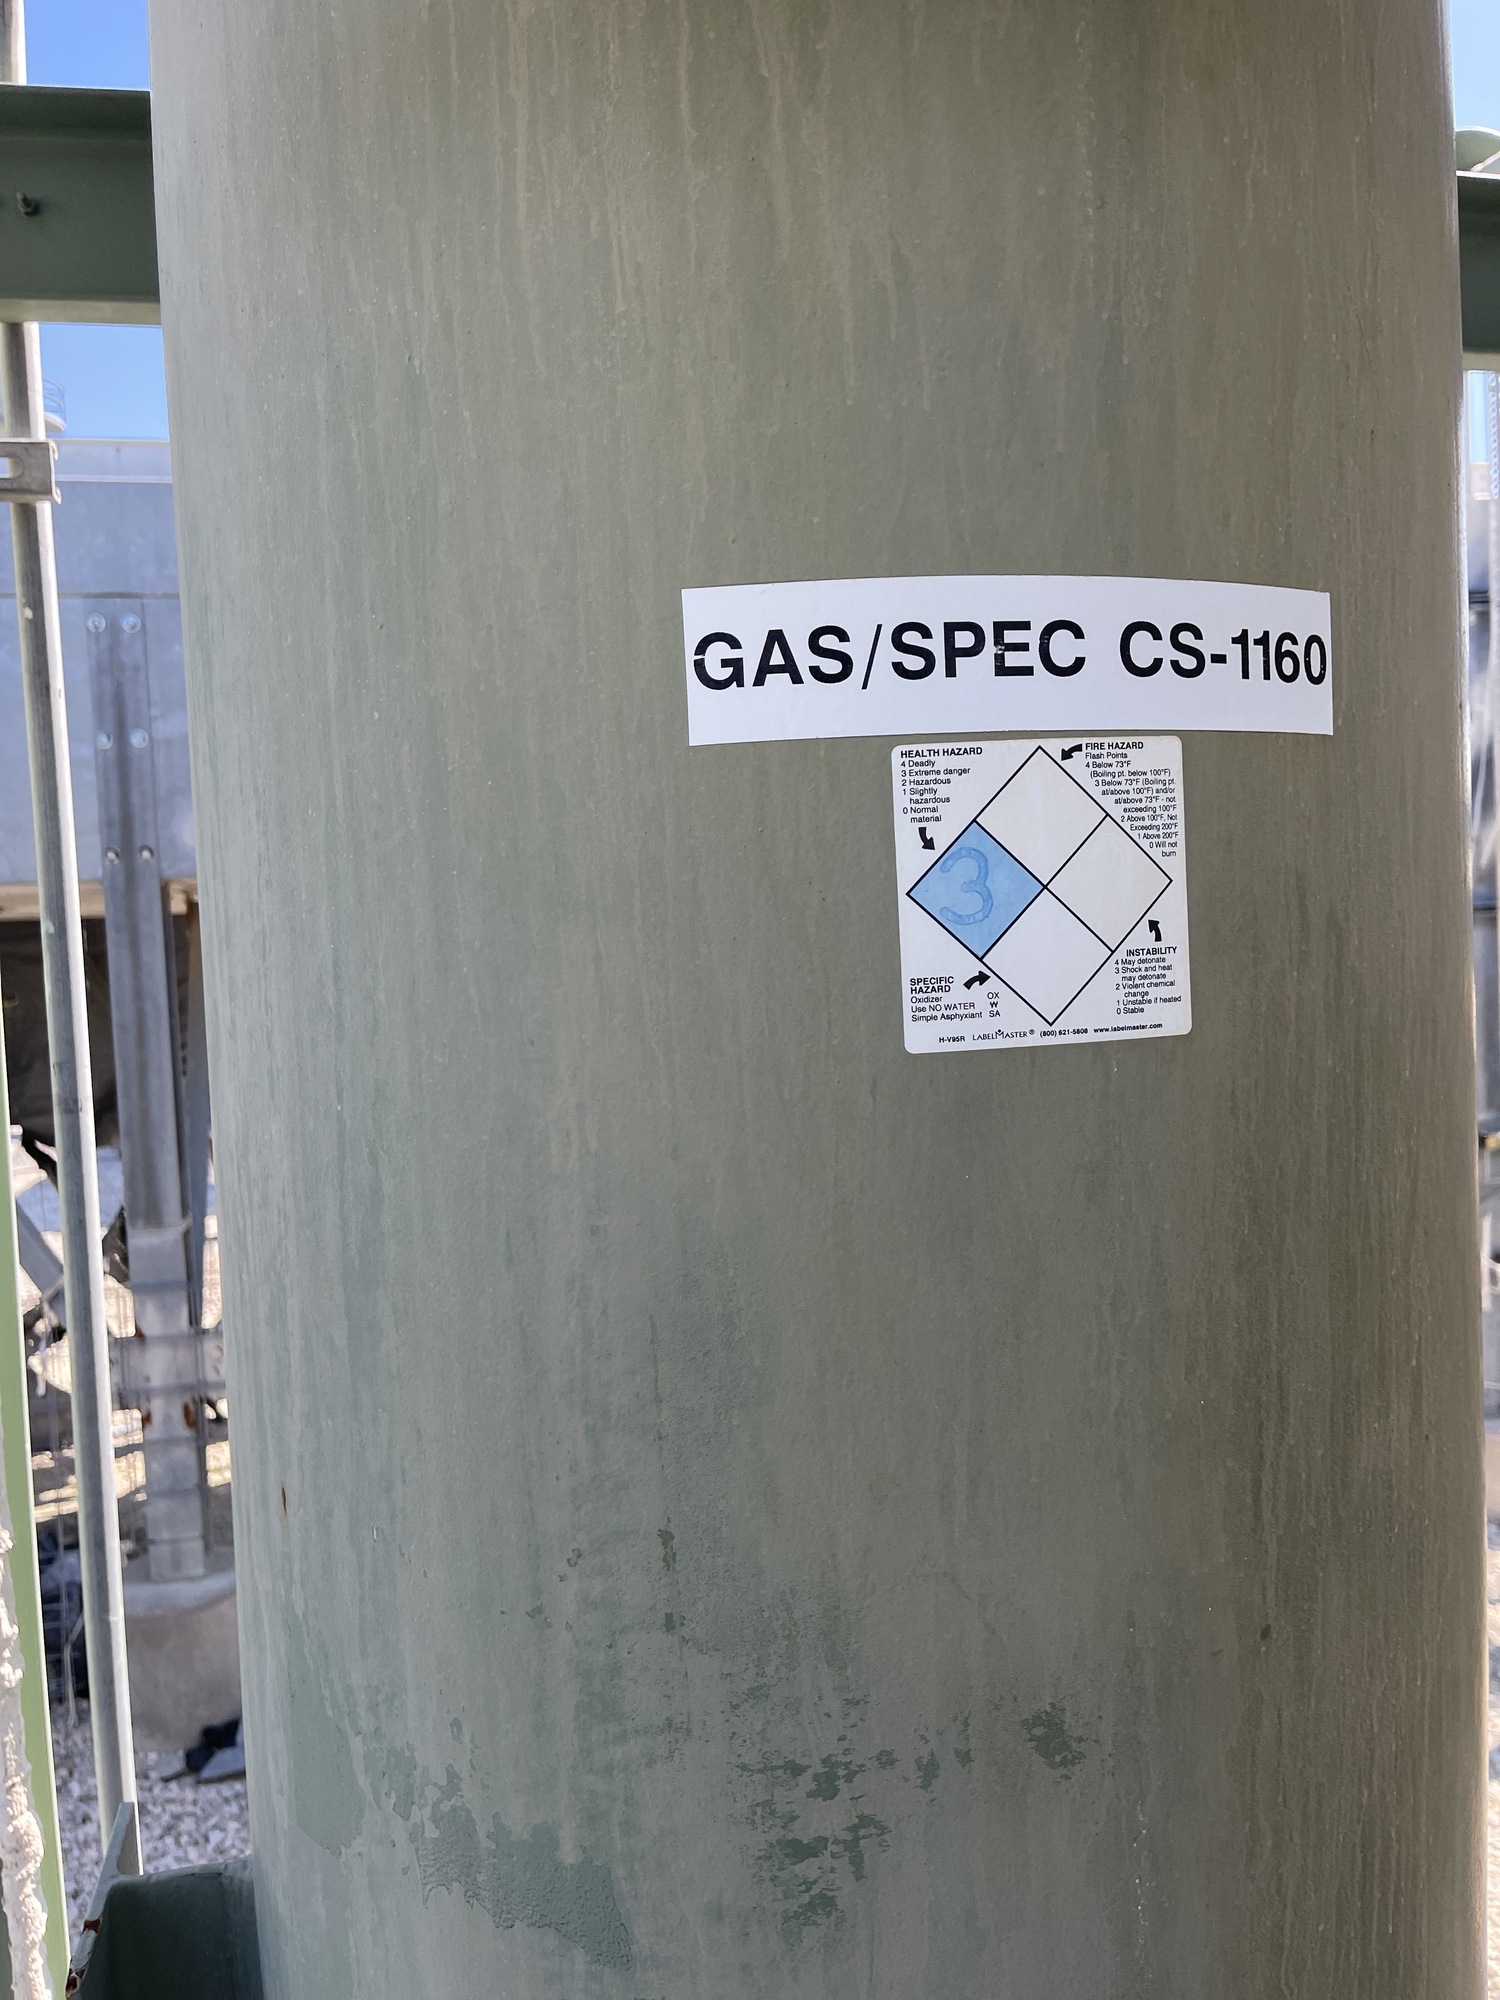 GAS/SPEC CS-1160
HEALTH HAZARD
4 Deadly
3 Extreme danger
2 Hazardous
1 Slightly
hazardous
0 Normal
material
FIRE HAZARD
Flash Points
4 Below 73°F
(Boiling pt. below 100°F)
3 Below 73°F (Boiling pt.
at/above 100°F) and/or
at/above 73°F - not
exceeding 100°F
2 Above 100°F, Not
Exceeding 200°F
1 Above 200°F
0 Will not
burn
3
SPECIFIC
HAZARD
Oxidizer OX
Use NO WATER W
Simple Asphyxiant SA
INSTABILITY
4 May detonate
3 Shock and heat
may detonate
2 Violent chemical
change
1 Unstable if heated
0 Stable
H-V95R LABELMASTER® (800) 621-5808 www.labelmaster.com